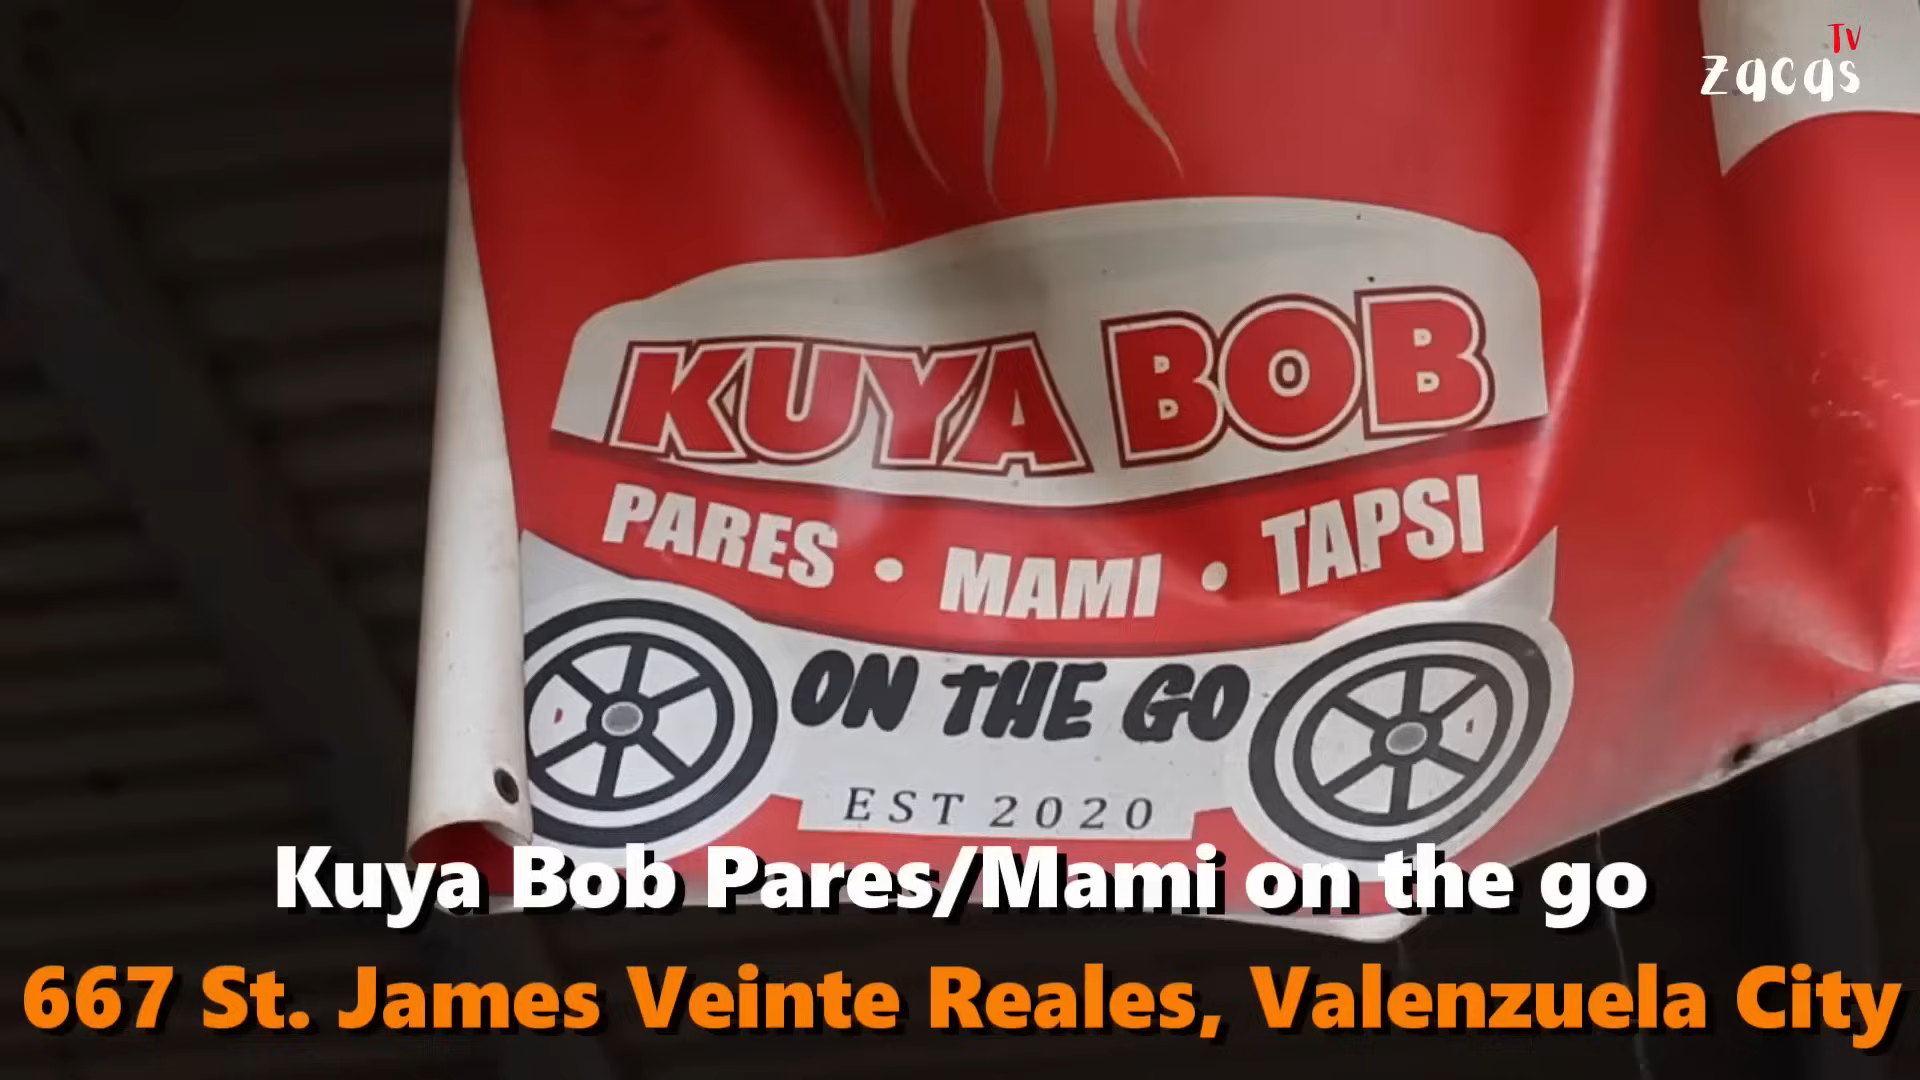 TV
zacas
KUYA BOB
PARES • MAMI • TAPSI
ON THE GO
EST 2020
Kuya Bob Pares/Mami on the go
667 St. James Veinte Reales, Valenzuela City